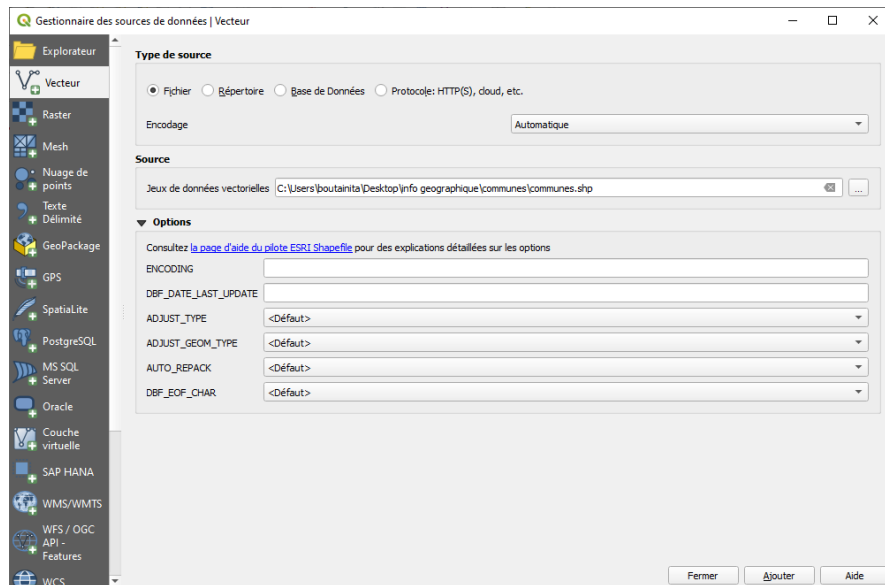 Gestionnaire des sources de données | Vecteur
Explorateur
Vecteur
Raster
Mesh
Nuage de
points
Texte
Délimité
GeoPackage
GPS
SpatiaLite
PostgreSQL
MS SQL
Server
Oracle
Couche
virtuelle
SAP HANA
WMS/WMTS
WFS / OGC
API -
Features
WCS
Type de source
Fichier Répertoire Base de Données Protocole: HTTP(S), cloud, etc.
Encodage Automatique
Source
Jeux de données vectorielles C:\Users\boutainita\Desktop\info geographique\communes\communes.shp ...
Options
Consultez la page d'aide du pilote ESRI Shapefile pour des explications détaillées sur les options
ENCODING
DBF_DATE_LAST_UPDATE
ADJUST_TYPE <Défaut>
ADJUST_GEOM_TYPE <Défaut>
AUTO_REPACK <Défaut>
DBF_EOF_CHAR <Défaut>
Fermer Ajouter Aide